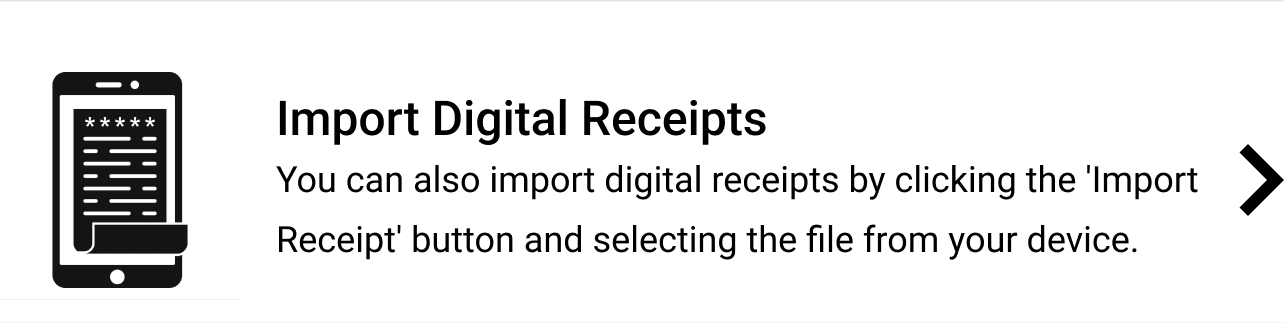 Import Digital Receipts
You can also import digital receipts by clicking the 'Import
Receipt' button and selecting the file from your device.